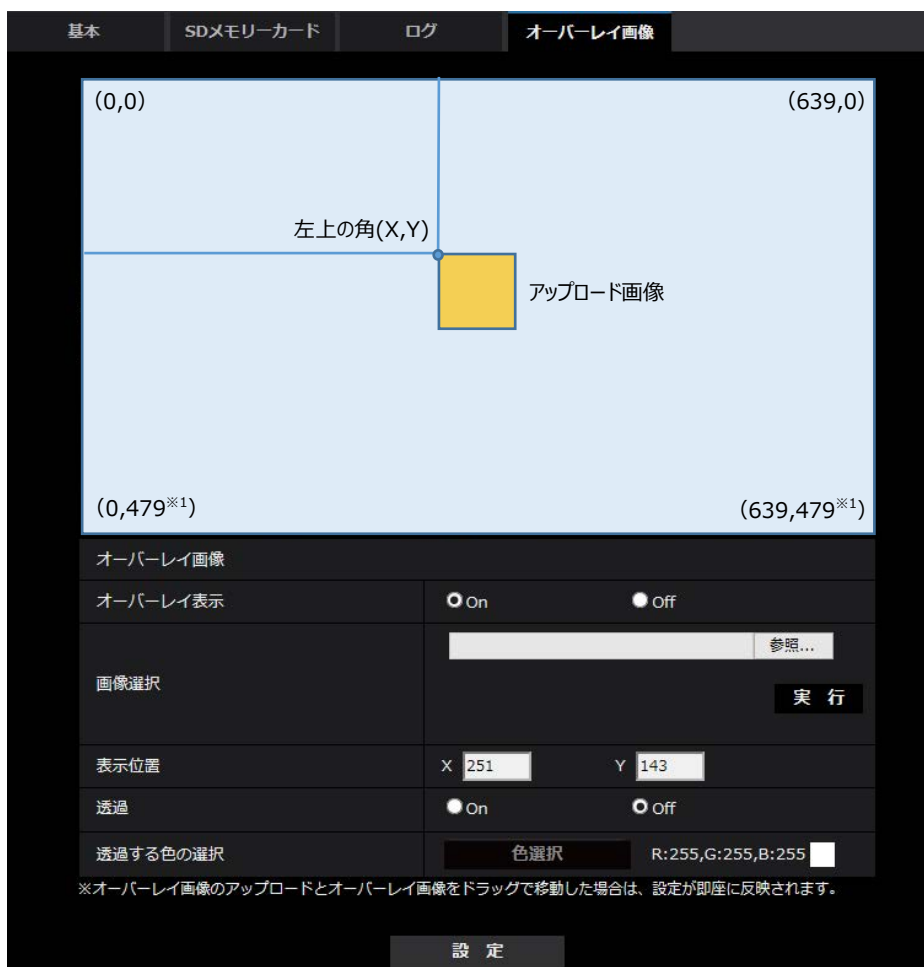 基本 SDメモリーカード ログ オーバーレイ画像
(0,0) (639,0)
左上の角(X,Y)
アップロード画像
(0,479※1) (639,479※1)
オーバーレイ画像
オーバーレイ表示 On Off
参照...
画像選択
実 行
表示位置 X 251 Y 143
透過 On Off
透過する色の選択 色選択 R:255,G:255,B:255
※オーバーレイ画像のアップロードとオーバーレイ画像をドラッグで移動した場合は、設定が即座に反映されます。
設 定